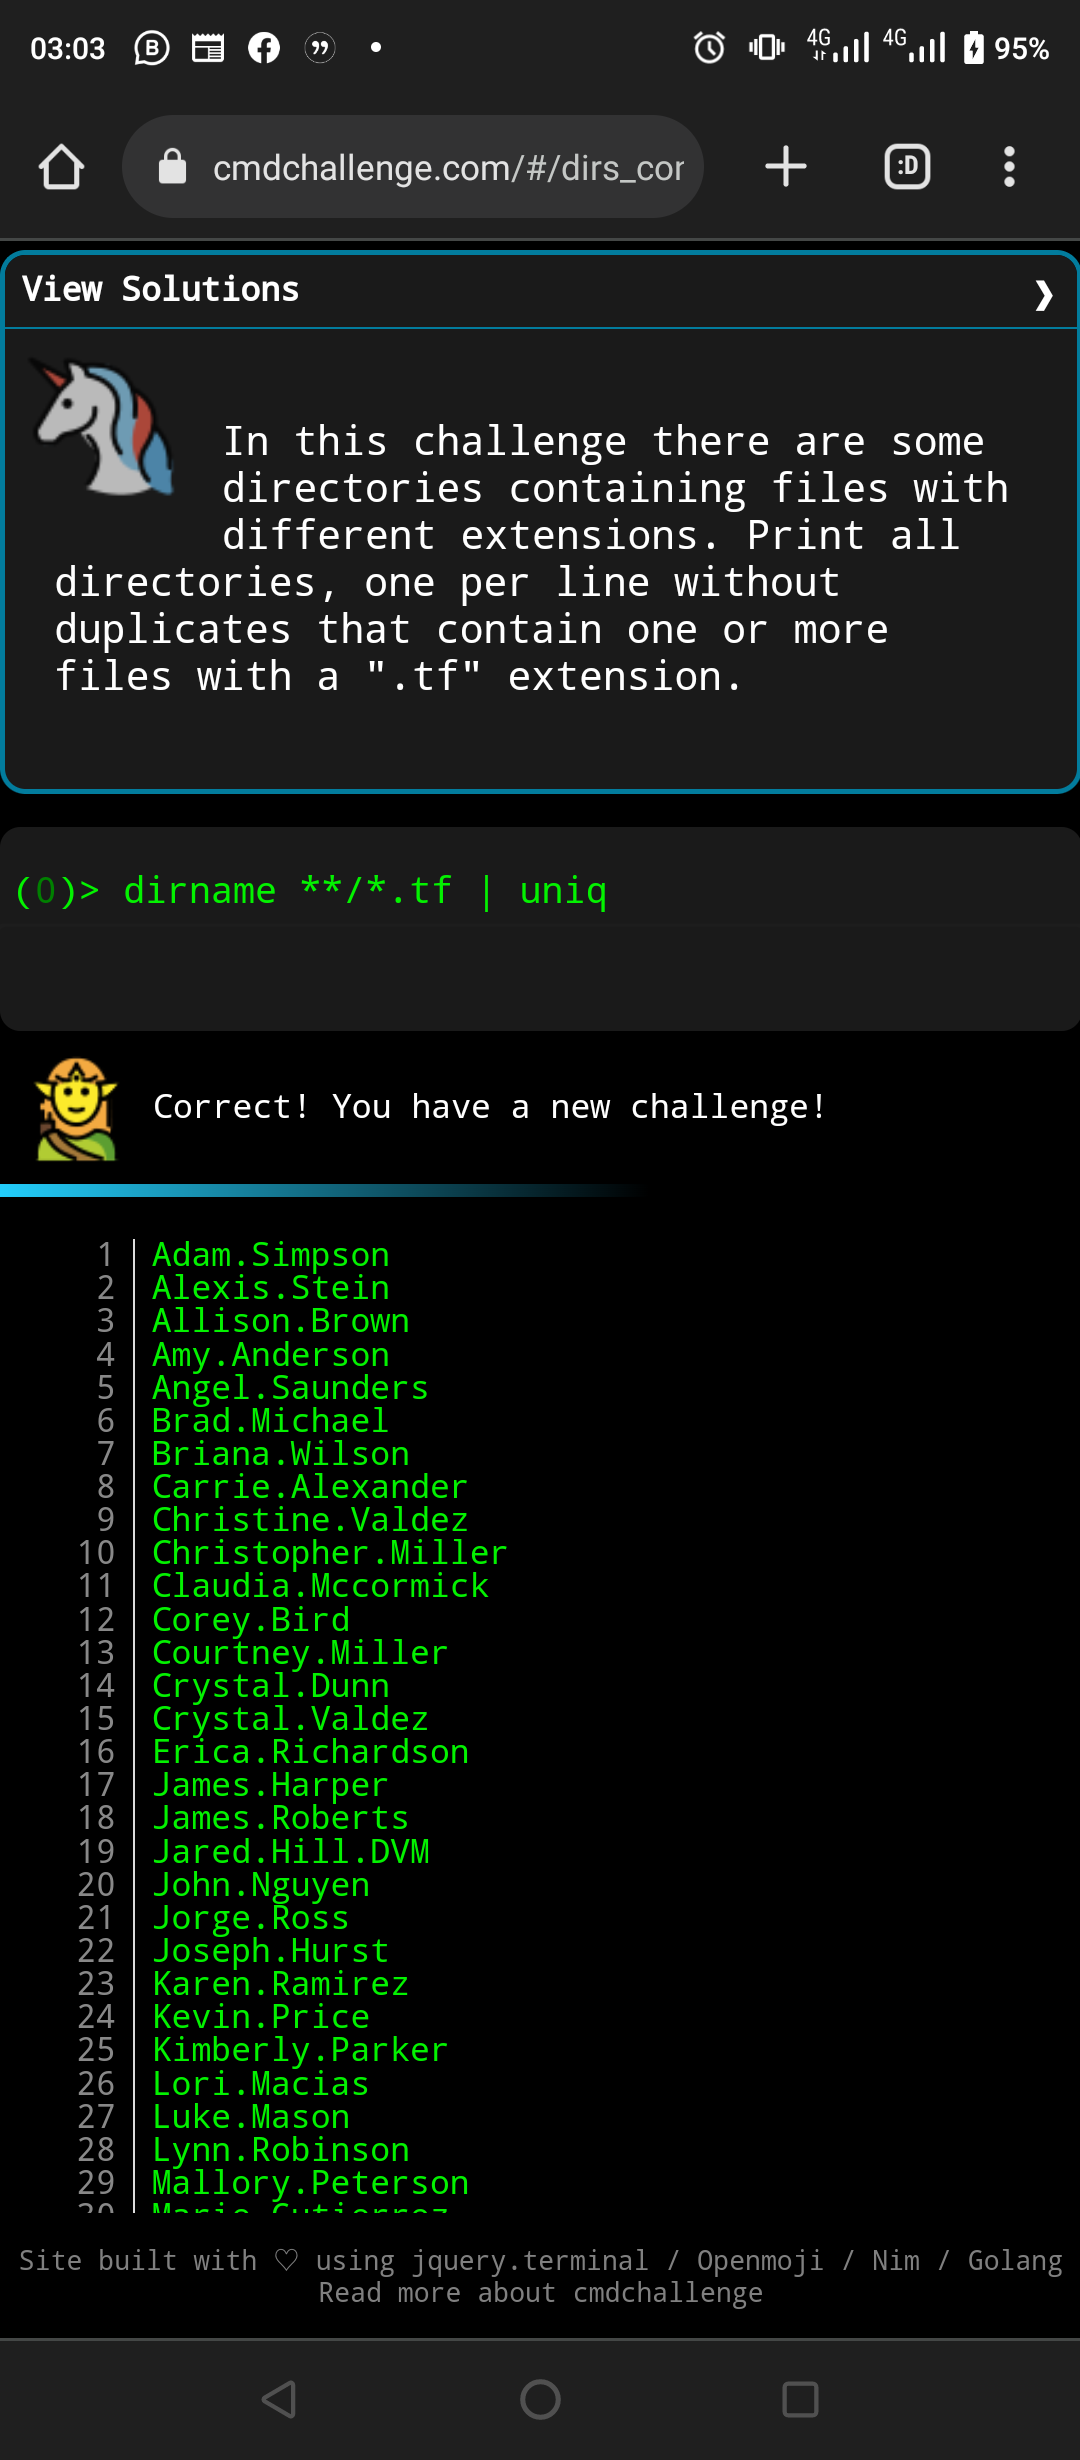 03:03 4G 4G 95%
cmdchallenge.com/#/dirs_cor :D
View Solutions ❯
In this challenge there are some
directories containing files with
different extensions. Print all
directories, one per line without
duplicates that contain one or more
files with a ".tf" extension.
(0)> dirname **/*.tf | uniq
Correct! You have a new challenge!
1 Adam.Simpson
2 Alexis.Stein
3 Allison.Brown
4 Amy.Anderson
5 Angel.Saunders
6 Brad.Michael
7 Briana.Wilson
8 Carrie.Alexander
9 Christine.Valdez
10 Christopher.Miller
11 Claudia.Mccormick
12 Corey.Bird
13 Courtney.Miller
14 Crystal.Dunn
15 Crystal.Valdez
16 Erica.Richardson
17 James.Harper
18 James.Roberts
19 Jared.Hill.DVM
20 John.Nguyen
21 Jorge.Ross
22 Joseph.Hurst
23 Karen.Ramirez
24 Kevin.Price
25 Kimberly.Parker
26 Lori.Macias
27 Luke.Mason
28 Lynn.Robinson
29 Mallory.Peterson
Site built with ♡ using jquery.terminal / Openmoji / Nim / Golang
Read more about cmdchallenge